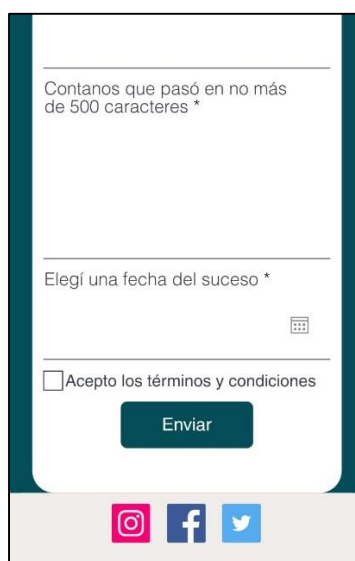 Contanos que pasó en no más
de 500 caracteres *
Elegí una fecha del suceso *
Acepto los términos y condiciones
Enviar